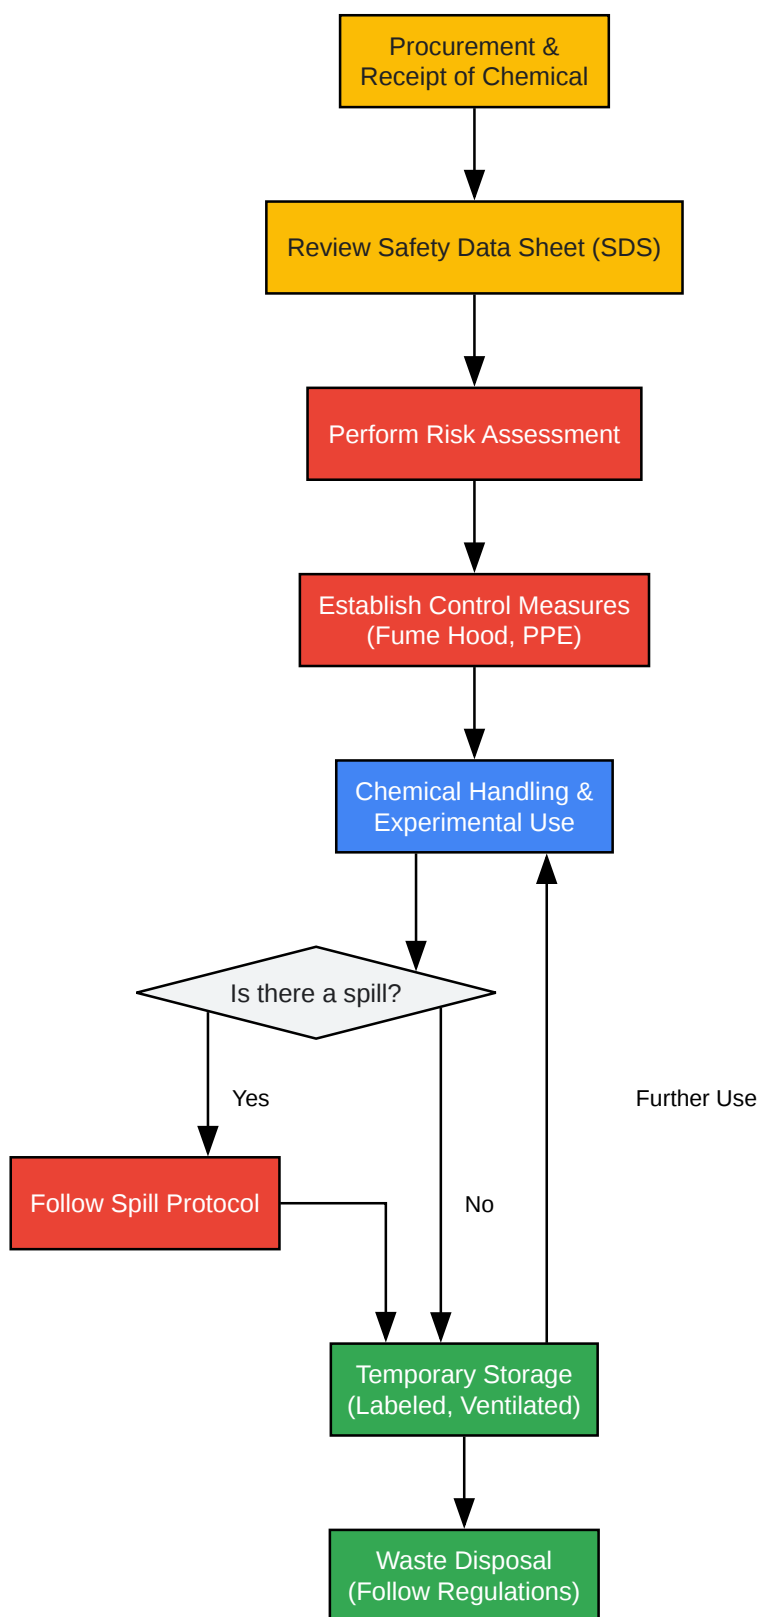 Procurement &
Receipt of Chemical
Review Safety Data Sheet (SDS)
Perform Risk Assessment
Establish Control Measures
(Fume Hood, PPE)
Chemical Handling &
Experimental Use
Is there a spill?
Yes
Further Use
Follow Spill Protocol
No
Temporary Storage
(Labeled, Ventilated)
Waste Disposal
(Follow Regulations)